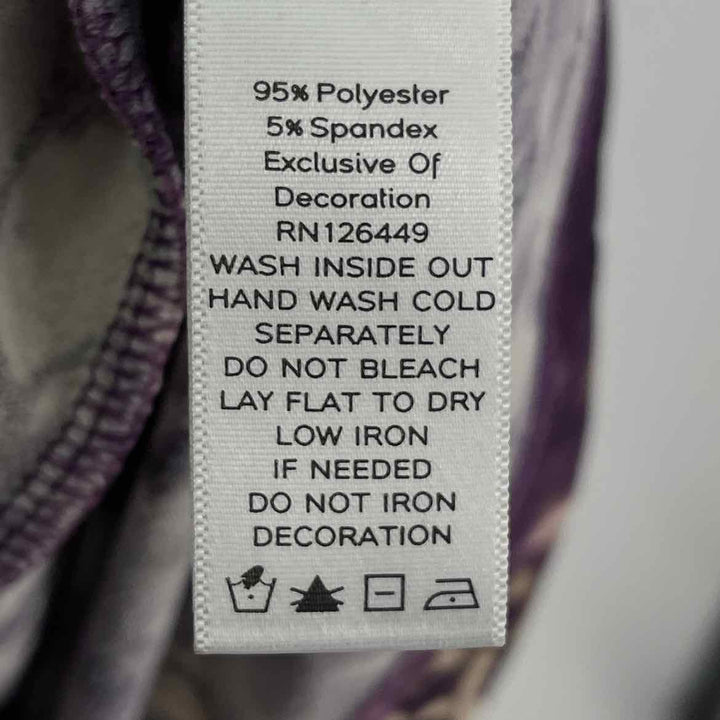 95% Polyester
5% Spandex
Exclusive Of
Decoration
RN126449
WASH INSIDE OUT
HAND WASH COLD
SEPARATELY
DO NOT BLEACH
LAY FLAT TO DRY
LOW IRON
IF NEEDED
DO NOT IRON
DECORATION